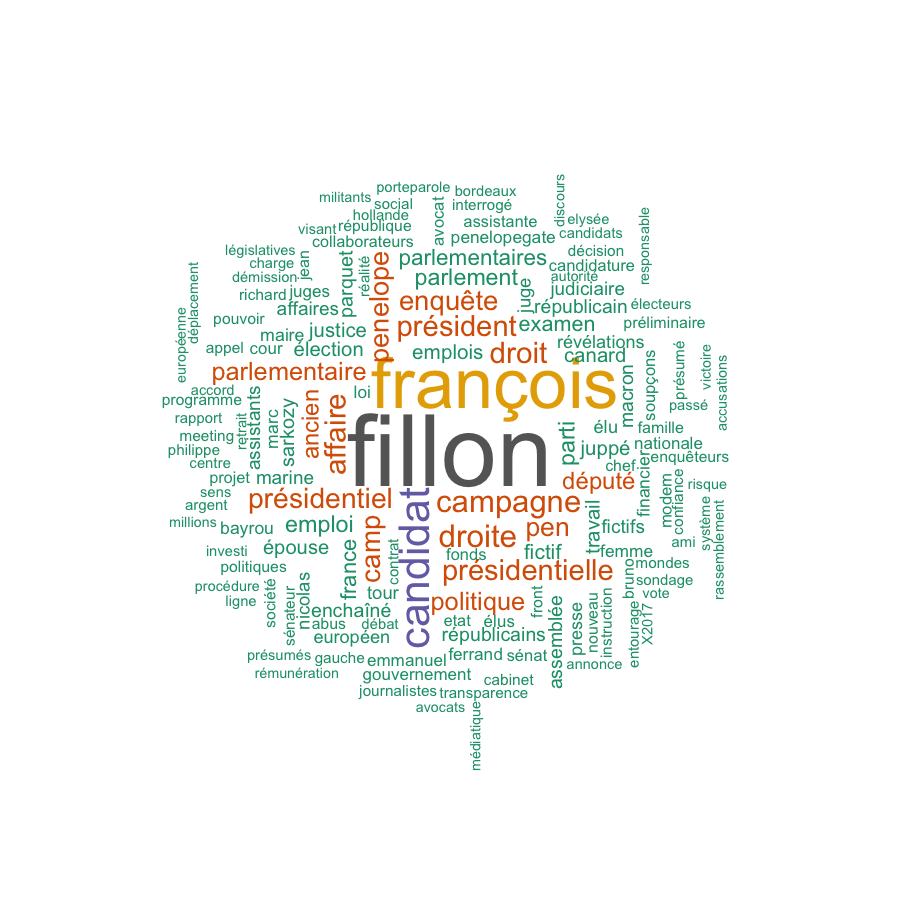 porteparole
militants
bordeaux
social
interrogé
discours
hollande
avocat
assistante
elysée
visant
république
collaborateurs
penelopegate
candidats
responsable
législatives
jean
parquet
réalité
penelope
parlementaires
décision
charge
candidature
démission
parlement
autorité
judiciaire
déplacement
richard
juges
enquête
juge
républicain
électeurs
affaires
pouvoir
justice
président
examen
préliminaire
maire
révélations
européenne
appel
cour
élection
emplois
droit
canard
parlementaire
françois
macron
soupçons
présumé
victoire
accusations
accord
programme
loi
passé
rapport
retrait
assistants
marc
sarkozy
ancien
affaire
fillon
élu
famille
meeting
parti
juppé
nationale
philippe
centre
chef
enquêteurs
projet
marine
député
financier
modem
confiance
risque
sens
argent
présidentiel
candidat
campagne
système
rassemblement
millions
bayrou
emploi
camp
droite
pen
travail
fictifs
ami
investi
épouse
france
contrat
fonds
fictif
femme
politiques
présidentielle
bruno
mondes
sondage
procédure
ligne
société
sénateur
nicolas
tour
politique
front
assemblée
presse
nouveau
instruction
vote
enchaîné
entourage
X2017
abus
débat
etat
élus
européen
républicains
présumés
gauche
emmanuel
ferrand
sénat
annonce
rémunération
gouvernement
cabinet
journalistes
transparence
avocats
médiatique